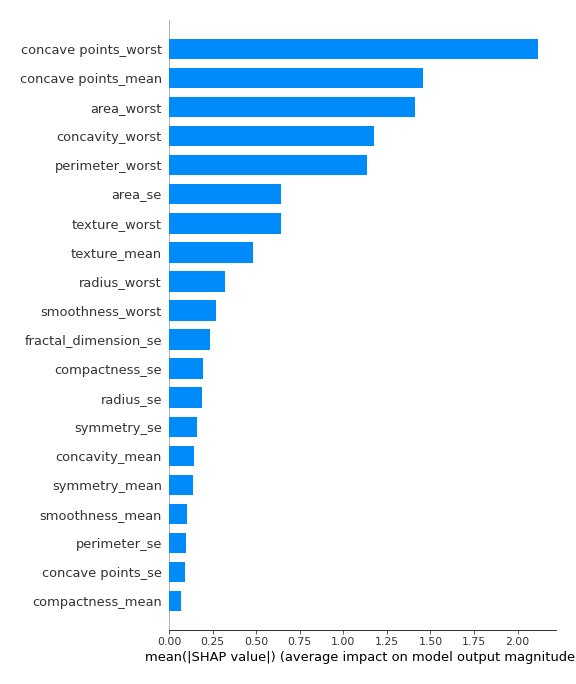 concave points_worst
concave points_mean
area_worst
concavity_worst
perimeter_worst
area_se
texture_worst
texture_mean
radius_worst
smoothness_worst
fractal_dimension_se
compactness_se
radius_se
symmetry_se
concavity_mean
symmetry_mean
smoothness_mean
perimeter_se
concave points_se
compactness_mean
0.00 0.25 0.50 0.75 1.00 1.25 1.50 1.75 2.00
mean(|SHAP value|) (average impact on model output magnitude